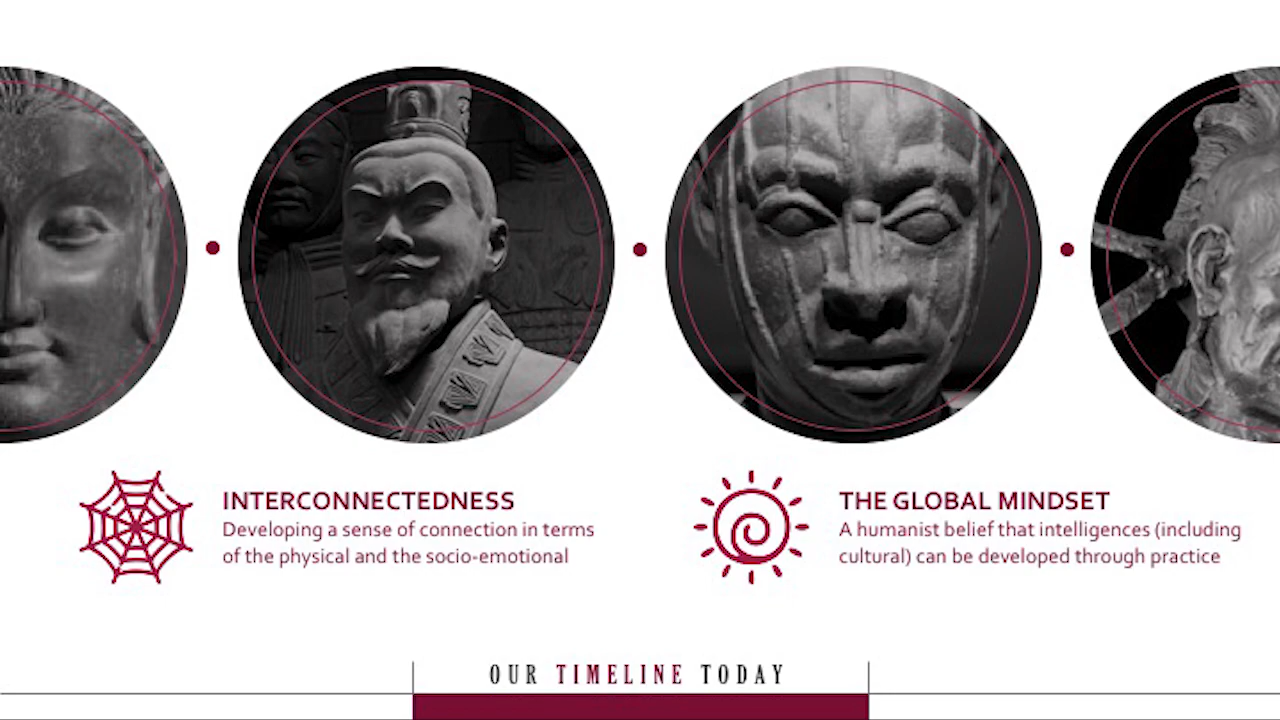 INTERCONNECTEDNESS
Developing a sense of connection in terms
of the physical and the socio-emotional
THE GLOBAL MINDSET
A humanist belief that intelligences (including
cultural) can be developed through practice
OUR TIMELINE TODAY